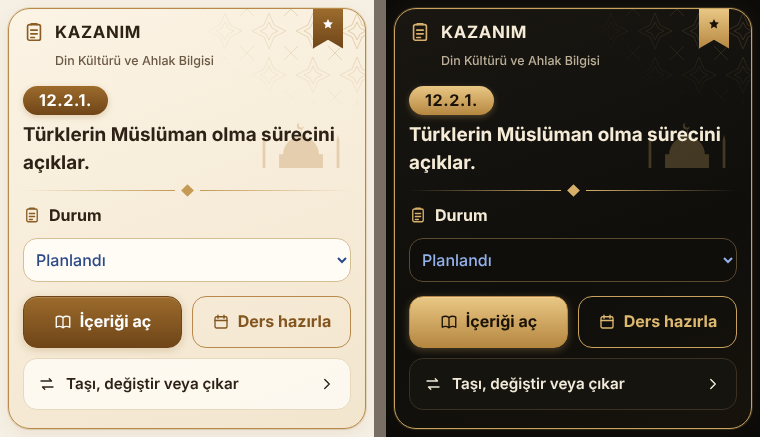 KAZANIM
Din Kültürü ve Ahlak Bilgisi
12.2.1.
Türklerin Müslüman olma sürecini
açıklar.
Durum
Planlandı
İçeriği aç
Ders hazırla
Taşı, değiştir veya çıkar
KAZANIM
Din Kültürü ve Ahlak Bilgisi
12.2.1.
Türklerin Müslüman olma sürecini
açıklar.
Durum
Planlandı
İçeriği aç
Ders hazırla
Taşı, değiştir veya çıkar